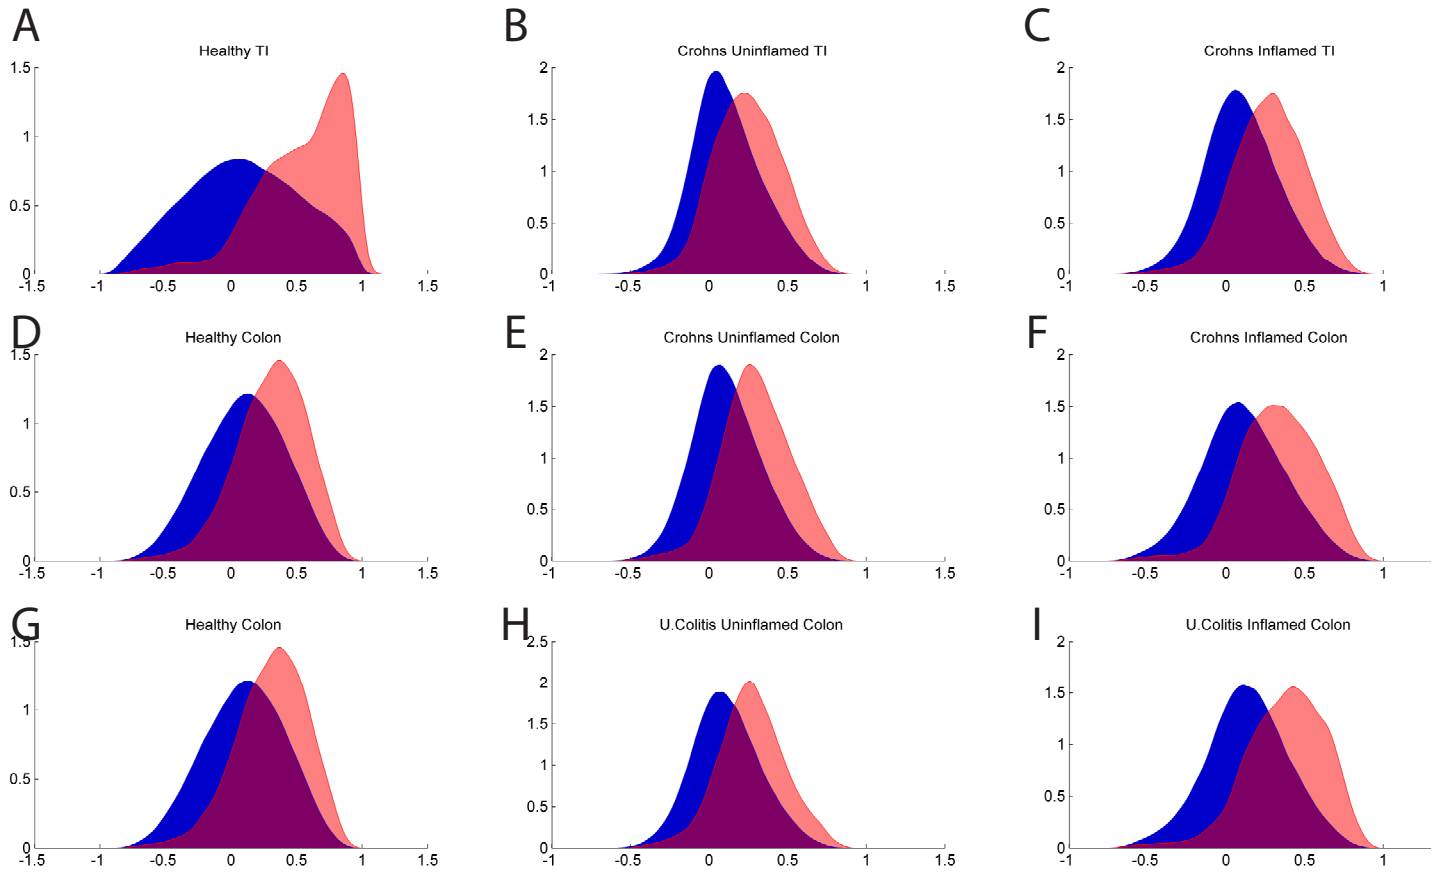 A
Healthy TI
1.5
1
0.5
0
-1.5 -1 -0.5 0 0.5 1 1.5
B
Crohns Uninflamed TI
2
1.5
1
0.5
0
-1 -0.5 0 0.5 1 1.5
C
Crohns Inflamed TI
2
1.5
1
0.5
0
-1 -0.5 0 0.5 1
D
Healthy Colon
1.5
1
0.5
0
-1.5 -1 -0.5 0 0.5 1 1.5
E
Crohns Uninflamed Colon
2
1.5
1
0.5
0
-1 -0.5 0 0.5 1 1.5
F
Crohns Inflamed Colon
2
1.5
1
0.5
0
-1 -0.5 0 0.5 1
G
Healthy Colon
1.5
1
0.5
0
-1.5 -1 -0.5 0 0.5 1 1.5
H
U.Colitis Uninflamed Colon
2.5
2
1.5
1
0.5
0
-1 -0.5 0 0.5 1 1.5
I
U.Colitis Inflamed Colon
2
1.5
1
0.5
0
-1 -0.5 0 0.5 1